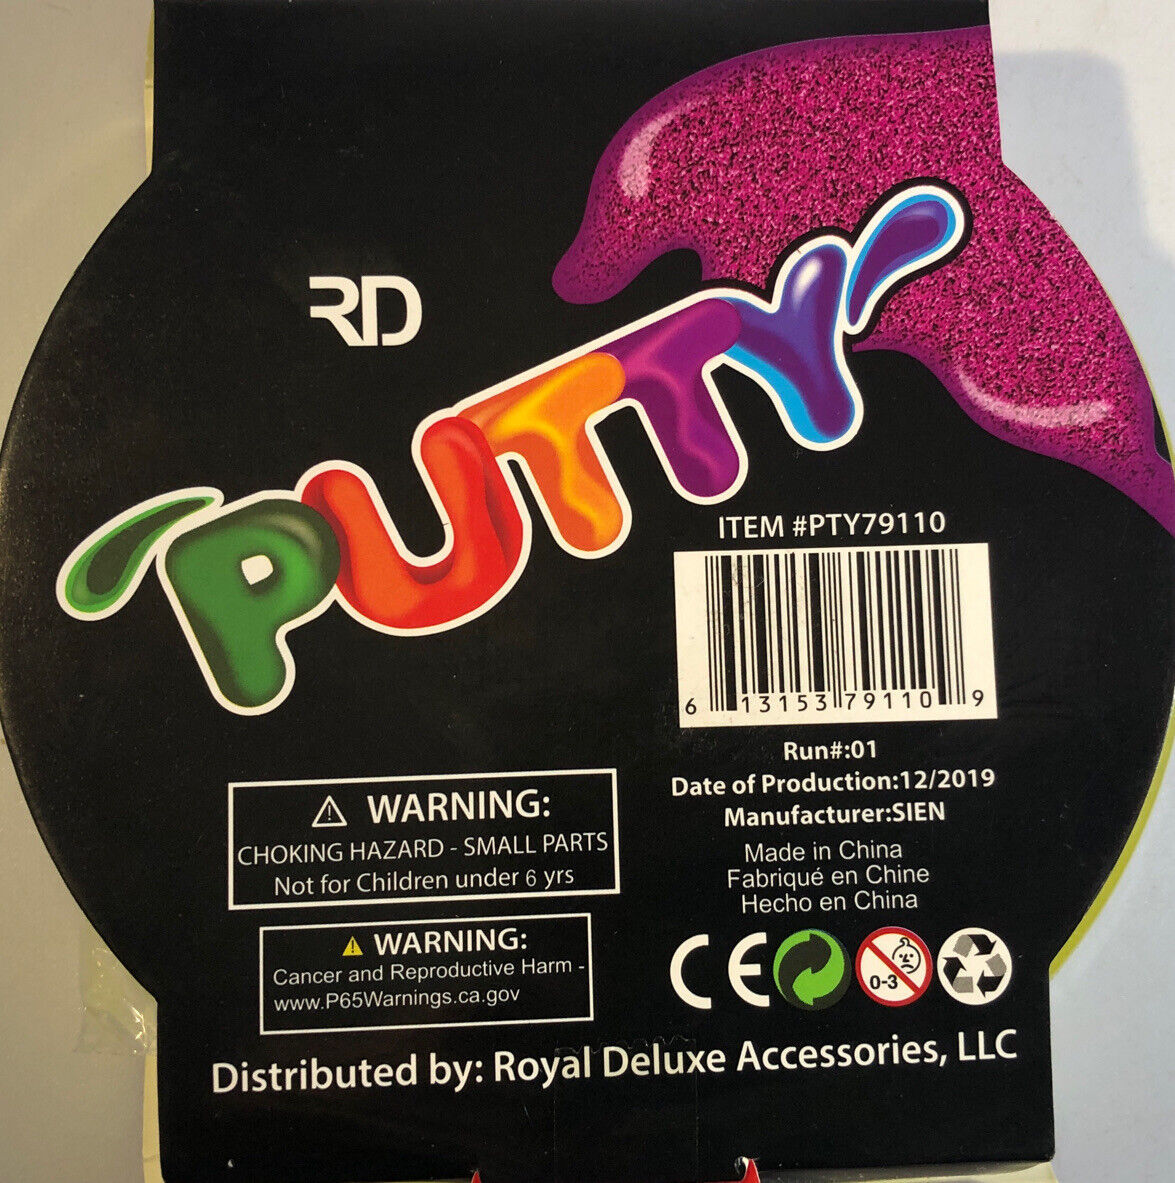 RD
PUTTY
ITEM #PTY79110
6 13153 79110 9
Run#:01
Date of Production:12/2019
Manufacturer:SIEN
Made in China
Fabriqué en Chine
Hecho en China
WARNING:
CHOKING HAZARD - SMALL PARTS
Not for Children under 6 yrs
WARNING:
Cancer and Reproductive Harm -
www.P65Warnings.ca.gov
CE
0-3
Distributed by: Royal Deluxe Accessories, LLC